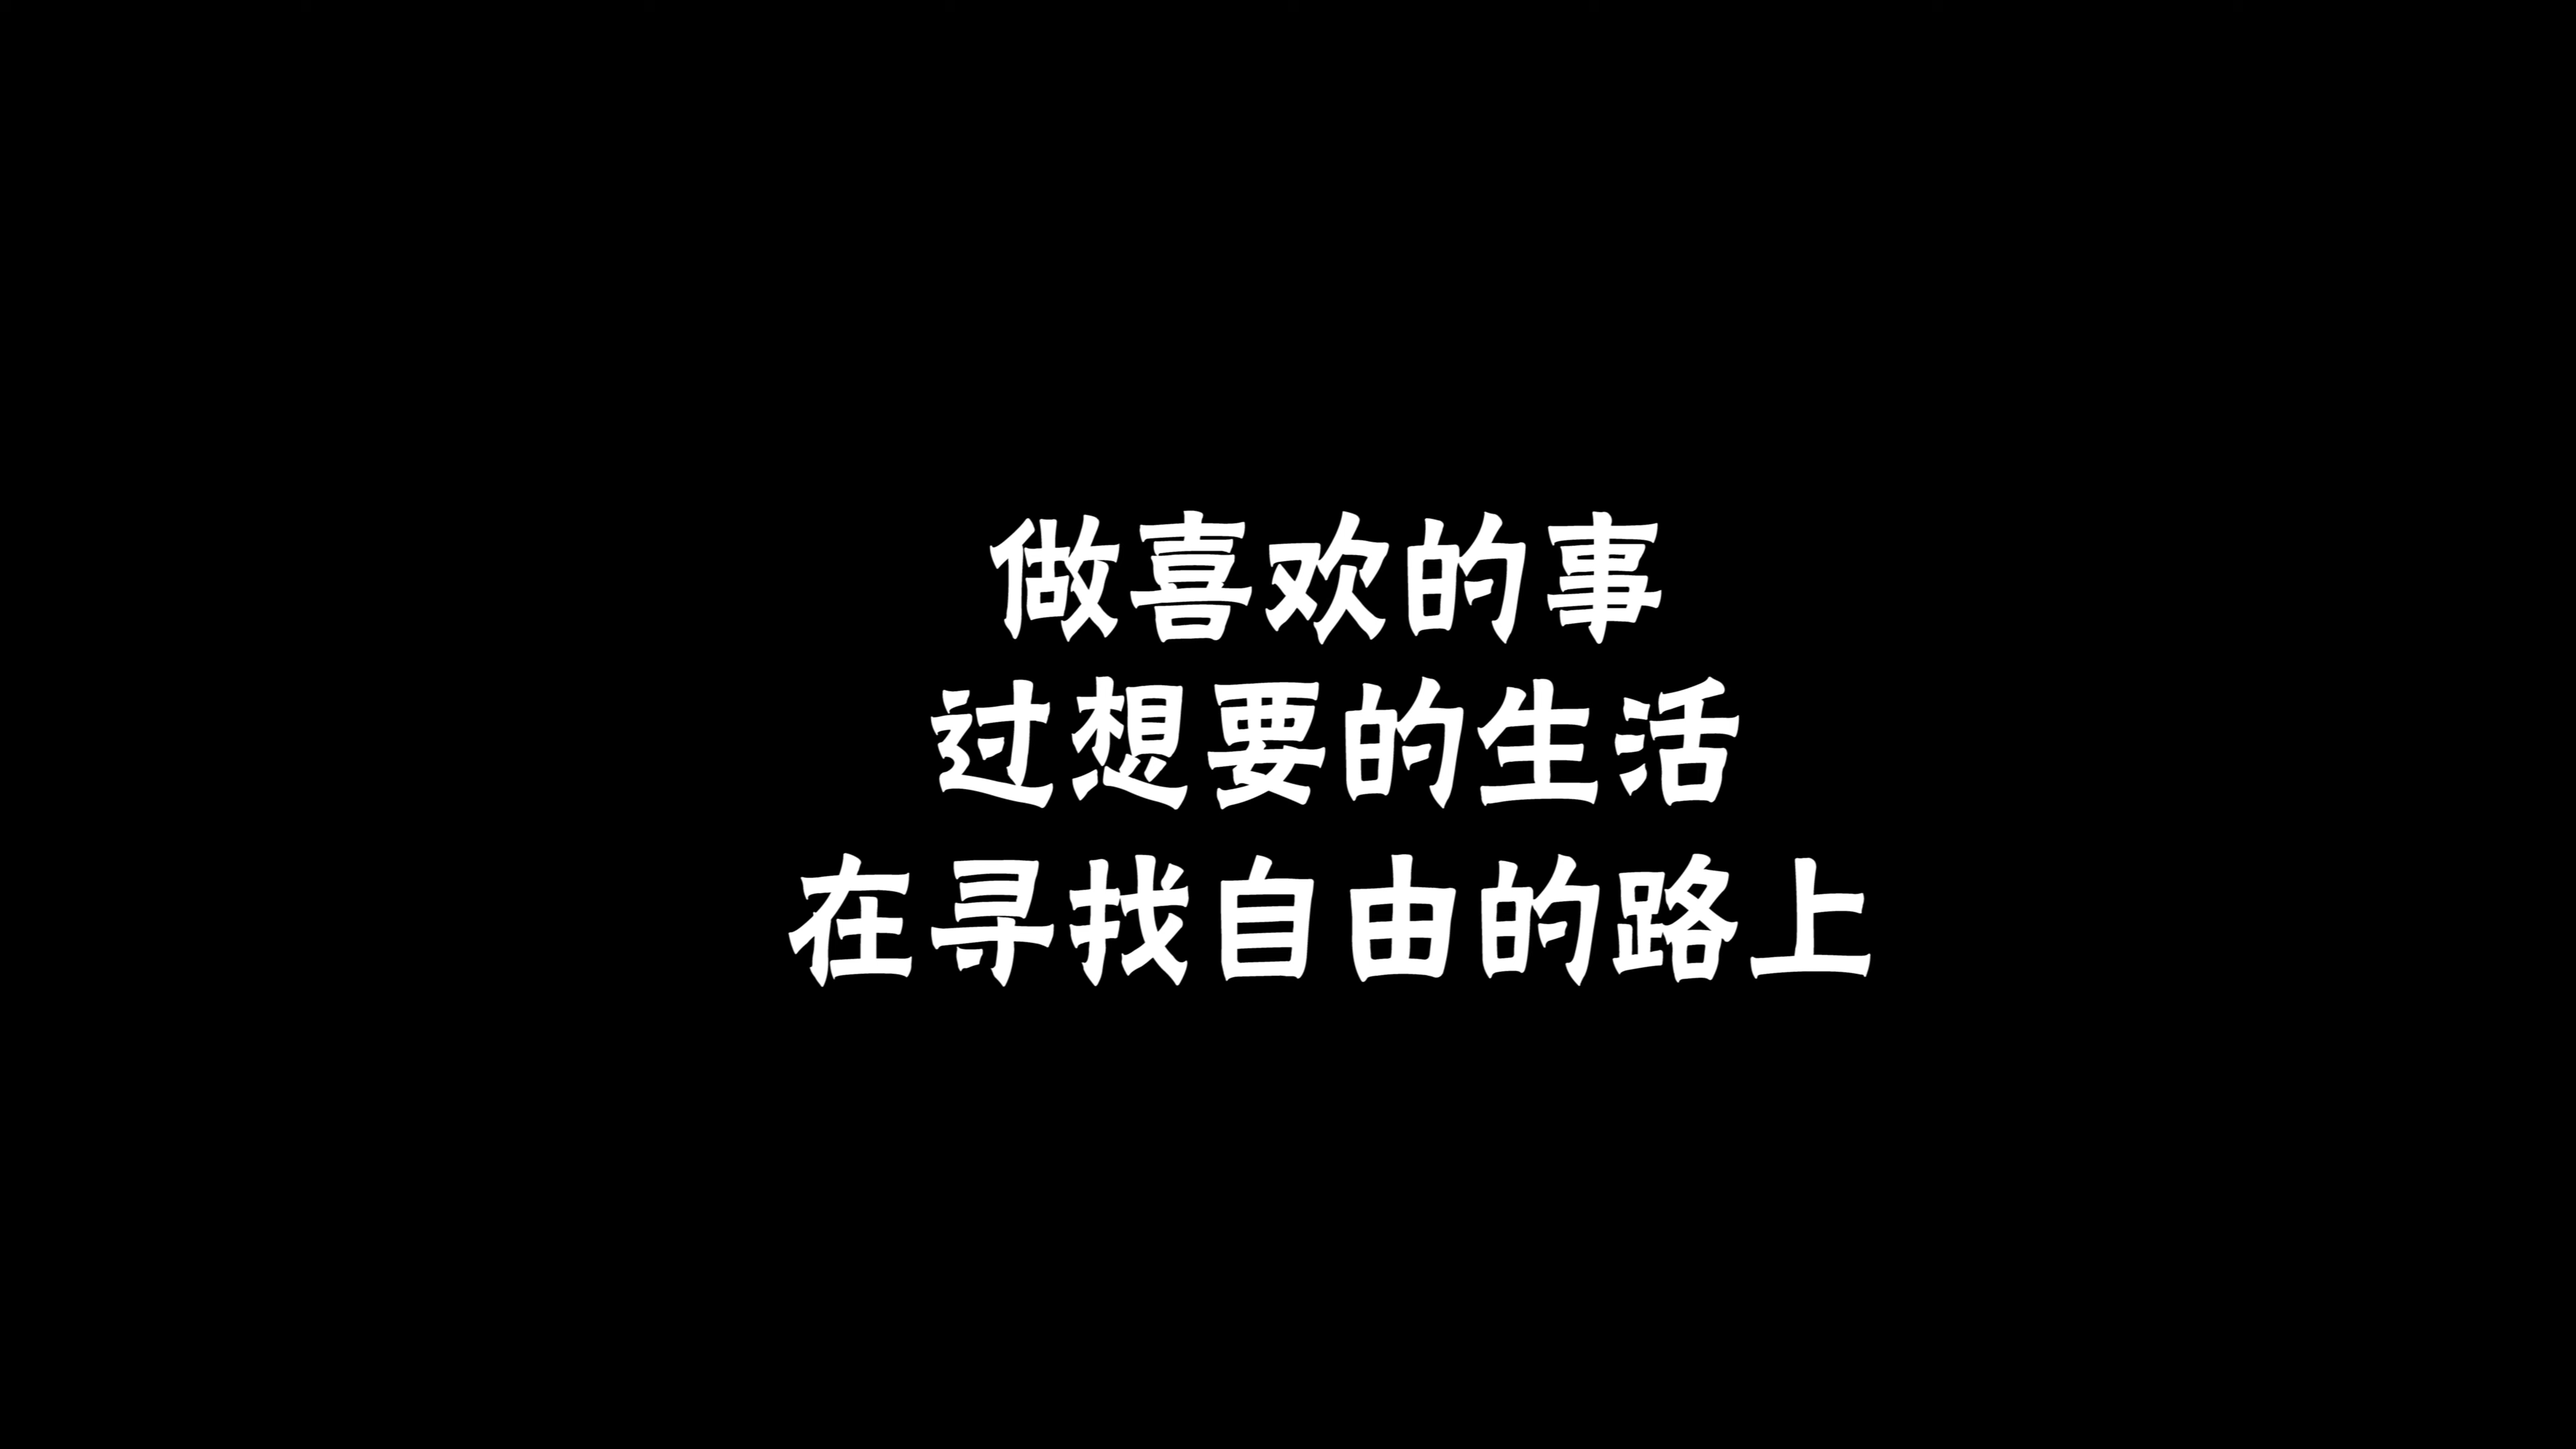 做喜欢的事
过想要的生活
在寻找自由的路上